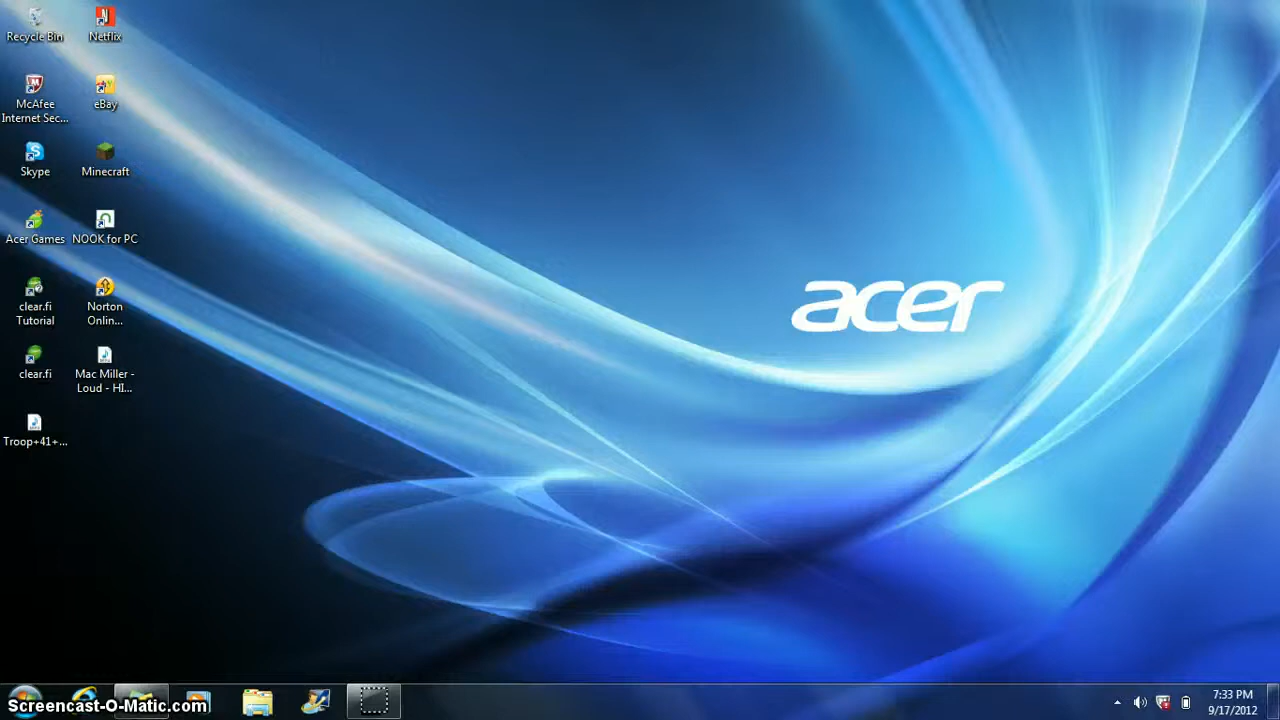 Recycle Bin
Netflix
McAfee
Internet Sec...
eBay
Skype
Minecraft
Acer Games
NOOK for PC
clear.fi
Tutorial
Norton
Online...
clear.fi
Mac Miller -
Loud - HI...
Troop+41+...
acer
Screencast-O-Matic.com
7:33 PM
9/17/2012